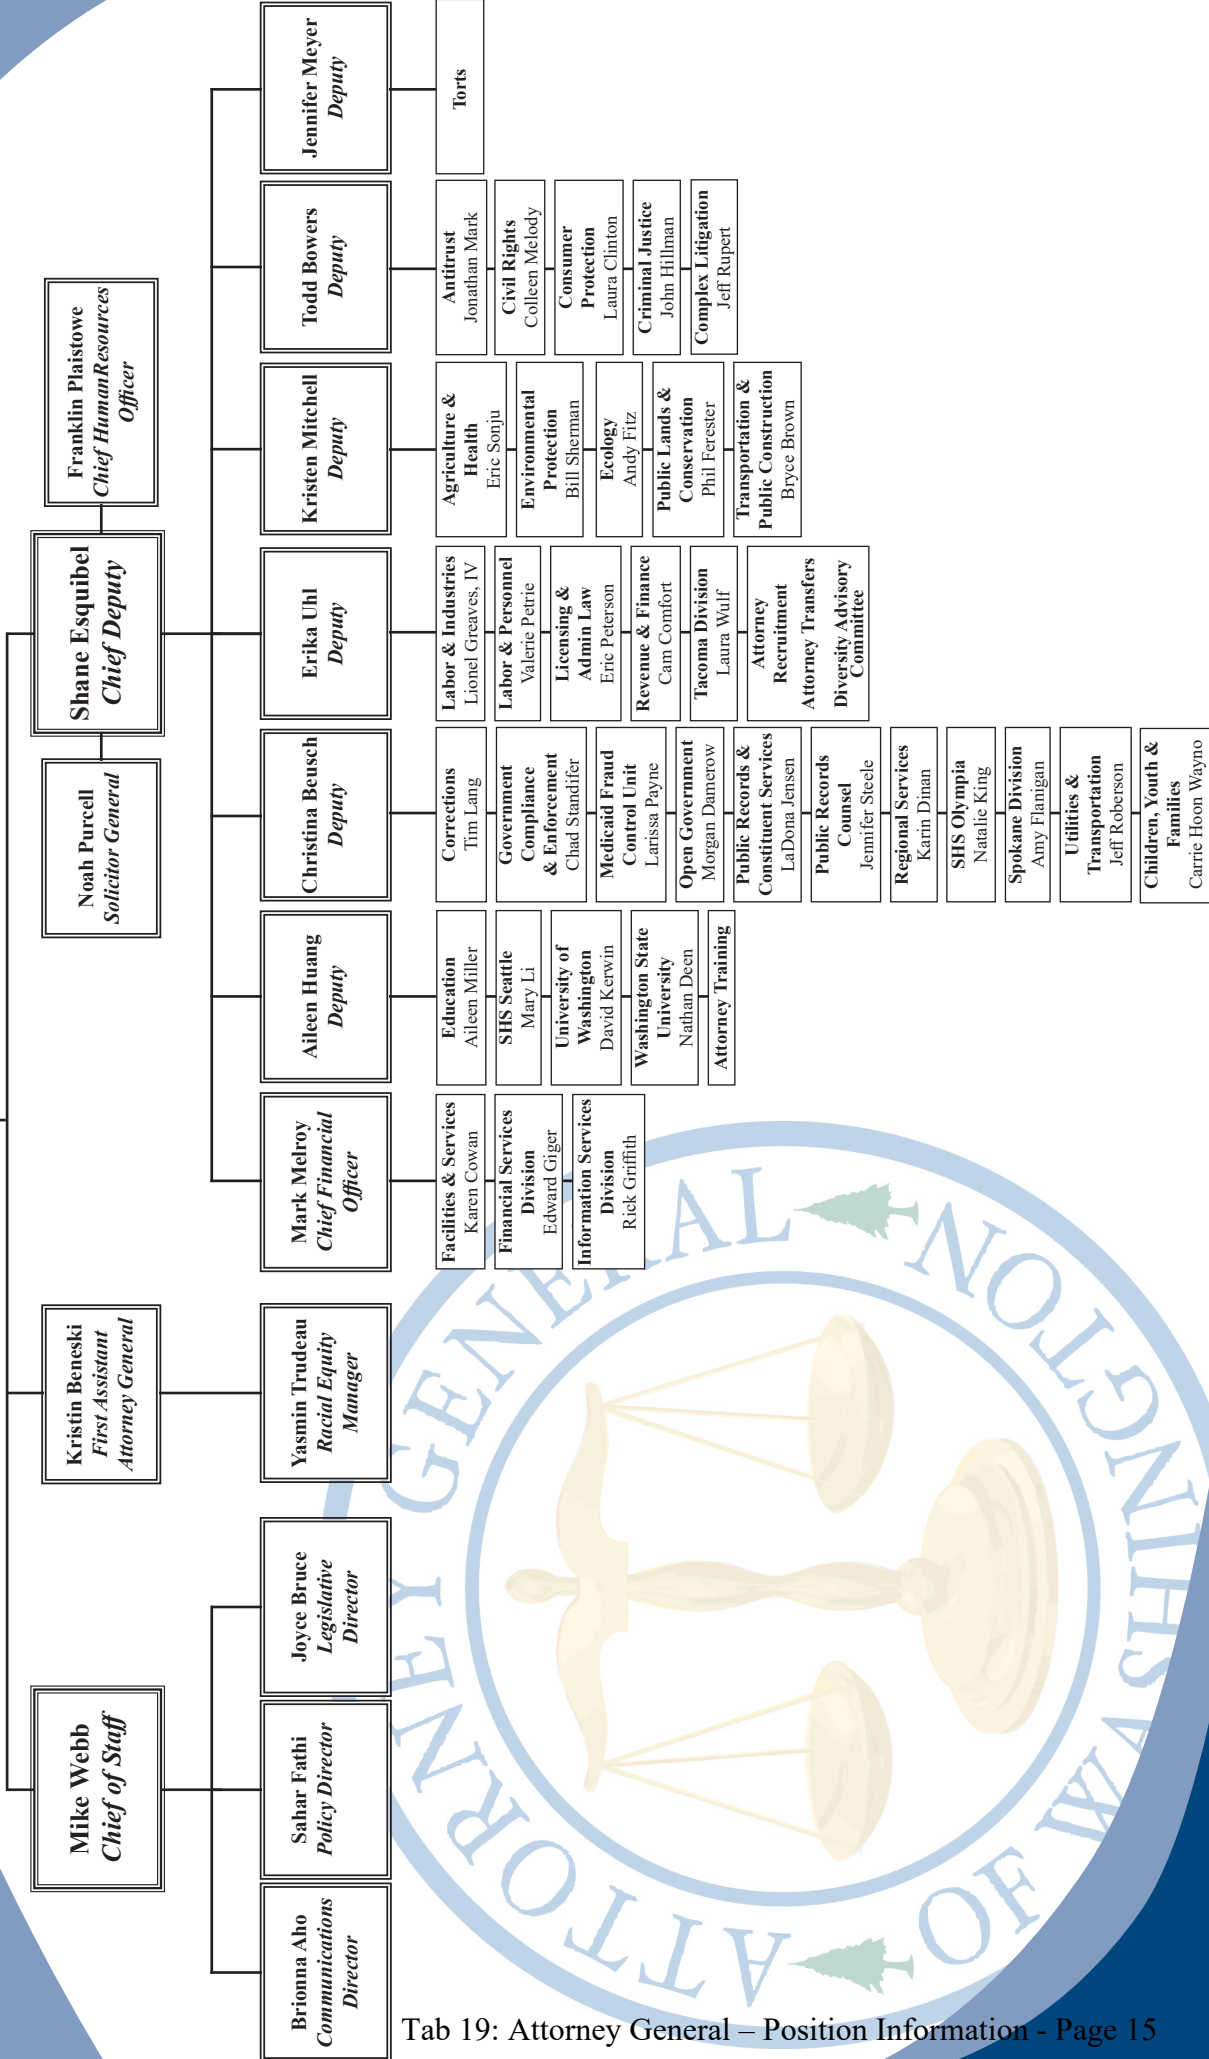 Mike Webb
Chief of Staff
Kristin Beneski
First Assistant
Attorney General
Noah Purcell
Solicitor General
Shane Esquibel
Chief Deputy
Franklin Plaistowe
Chief HumanResources
Officer
Brionna Aho
Communications
Director
Sahar Fathi
Policy Director
Joyce Bruce
Legislative
Director
Yasmin Trudeau
Racial Equity
Manager
Mark Melroy
Chief Financial
Officer
Aileen Huang
Deputy
Christina Beusch
Deputy
Erika Uhl
Deputy
Kristen Mitchell
Deputy
Todd Bowers
Deputy
Jennifer Meyer
Deputy
Facilities & Services
Karen Cowan
Financial Services
Division
Edward Giger
Information Services
Division
Rick Griffith
Education
Aileen Miller
SHS Seattle
Mary Li
University of
Washington
David Kerwin
Washington State
University
Nathan Deen
Attorney Training
Corrections
Tim Lang
Government
Compliance
& Enforcement
Chad Standifer
Medicaid Fraud
Control Unit
Larissa Payne
Open Government
Morgan Damerow
Public Records &
Constituent Services
LaDona Jensen
Public Records
Counsel
Jennifer Steele
Regional Services
Karin Dinan
SHS Olympia
Natalie King
Spokane Division
Amy Flanigan
Utilities &
Transportation
Jeff Roberson
Children, Youth &
Families
Carrie Hoon Wayno
Labor & Industries
Lionel Greaves, IV
Labor & Personnel
Valerie Petrie
Licensing &
Admin Law
Eric Peterson
Revenue & Finance
Cam Comfort
Tacoma Division
Laura Wulf
Attorney
Recruitment
Attorney Transfers
Diversity Advisory
Committee
Agriculture &
Health
Eric Sonju
Environmental
Protection
Bill Sherman
Ecology
Andy Fitz
Public Lands &
Conservation
Phil Ferester
Transportation &
Public Construction
Bryce Brown
Antitrust
Jonathan Mark
Civil Rights
Colleen Melody
Consumer
Protection
Laura Clinton
Criminal Justice
John Hillman
Complex Litigation
Jeff Rupert
Torts
ATTORNEY GENERAL
OF WASHINGTON
Tab 19: Attorney General – Position Information - Page 15